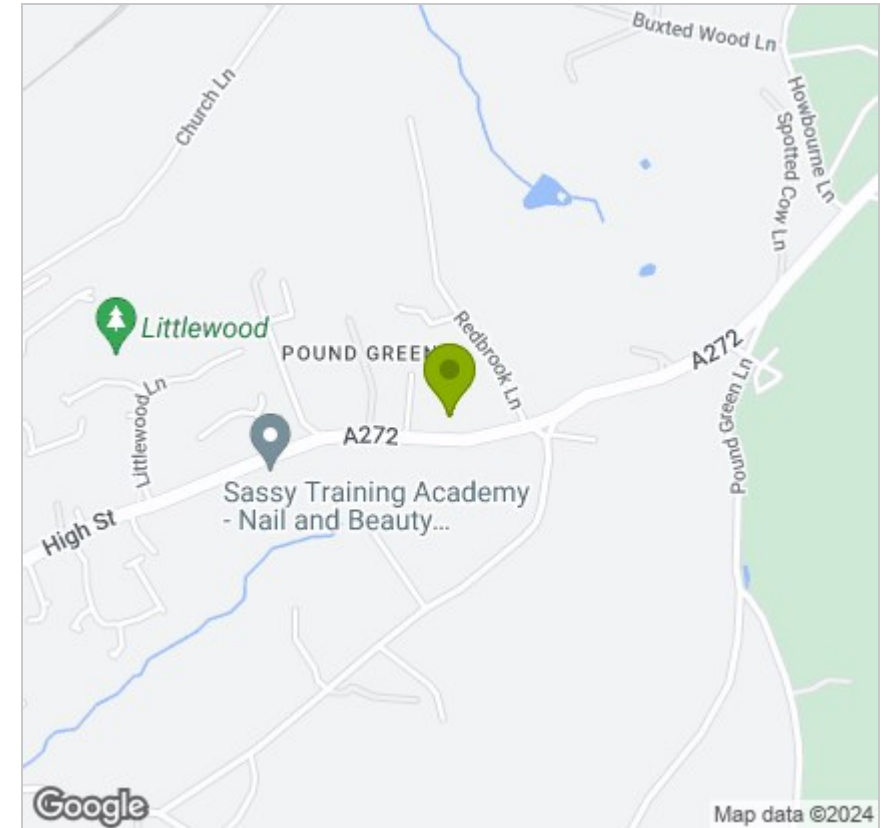 Buxted Wood Ln
Church Ln
Howbourne Ln
Spotted Cow Ln
Littlewood
POUND GREEN
Redbrook Ln
A272
Littlewood Ln
A272
Pound Green Ln
Sassy Training Academy
- Nail and Beauty...
High St
Google
Map data ©2024